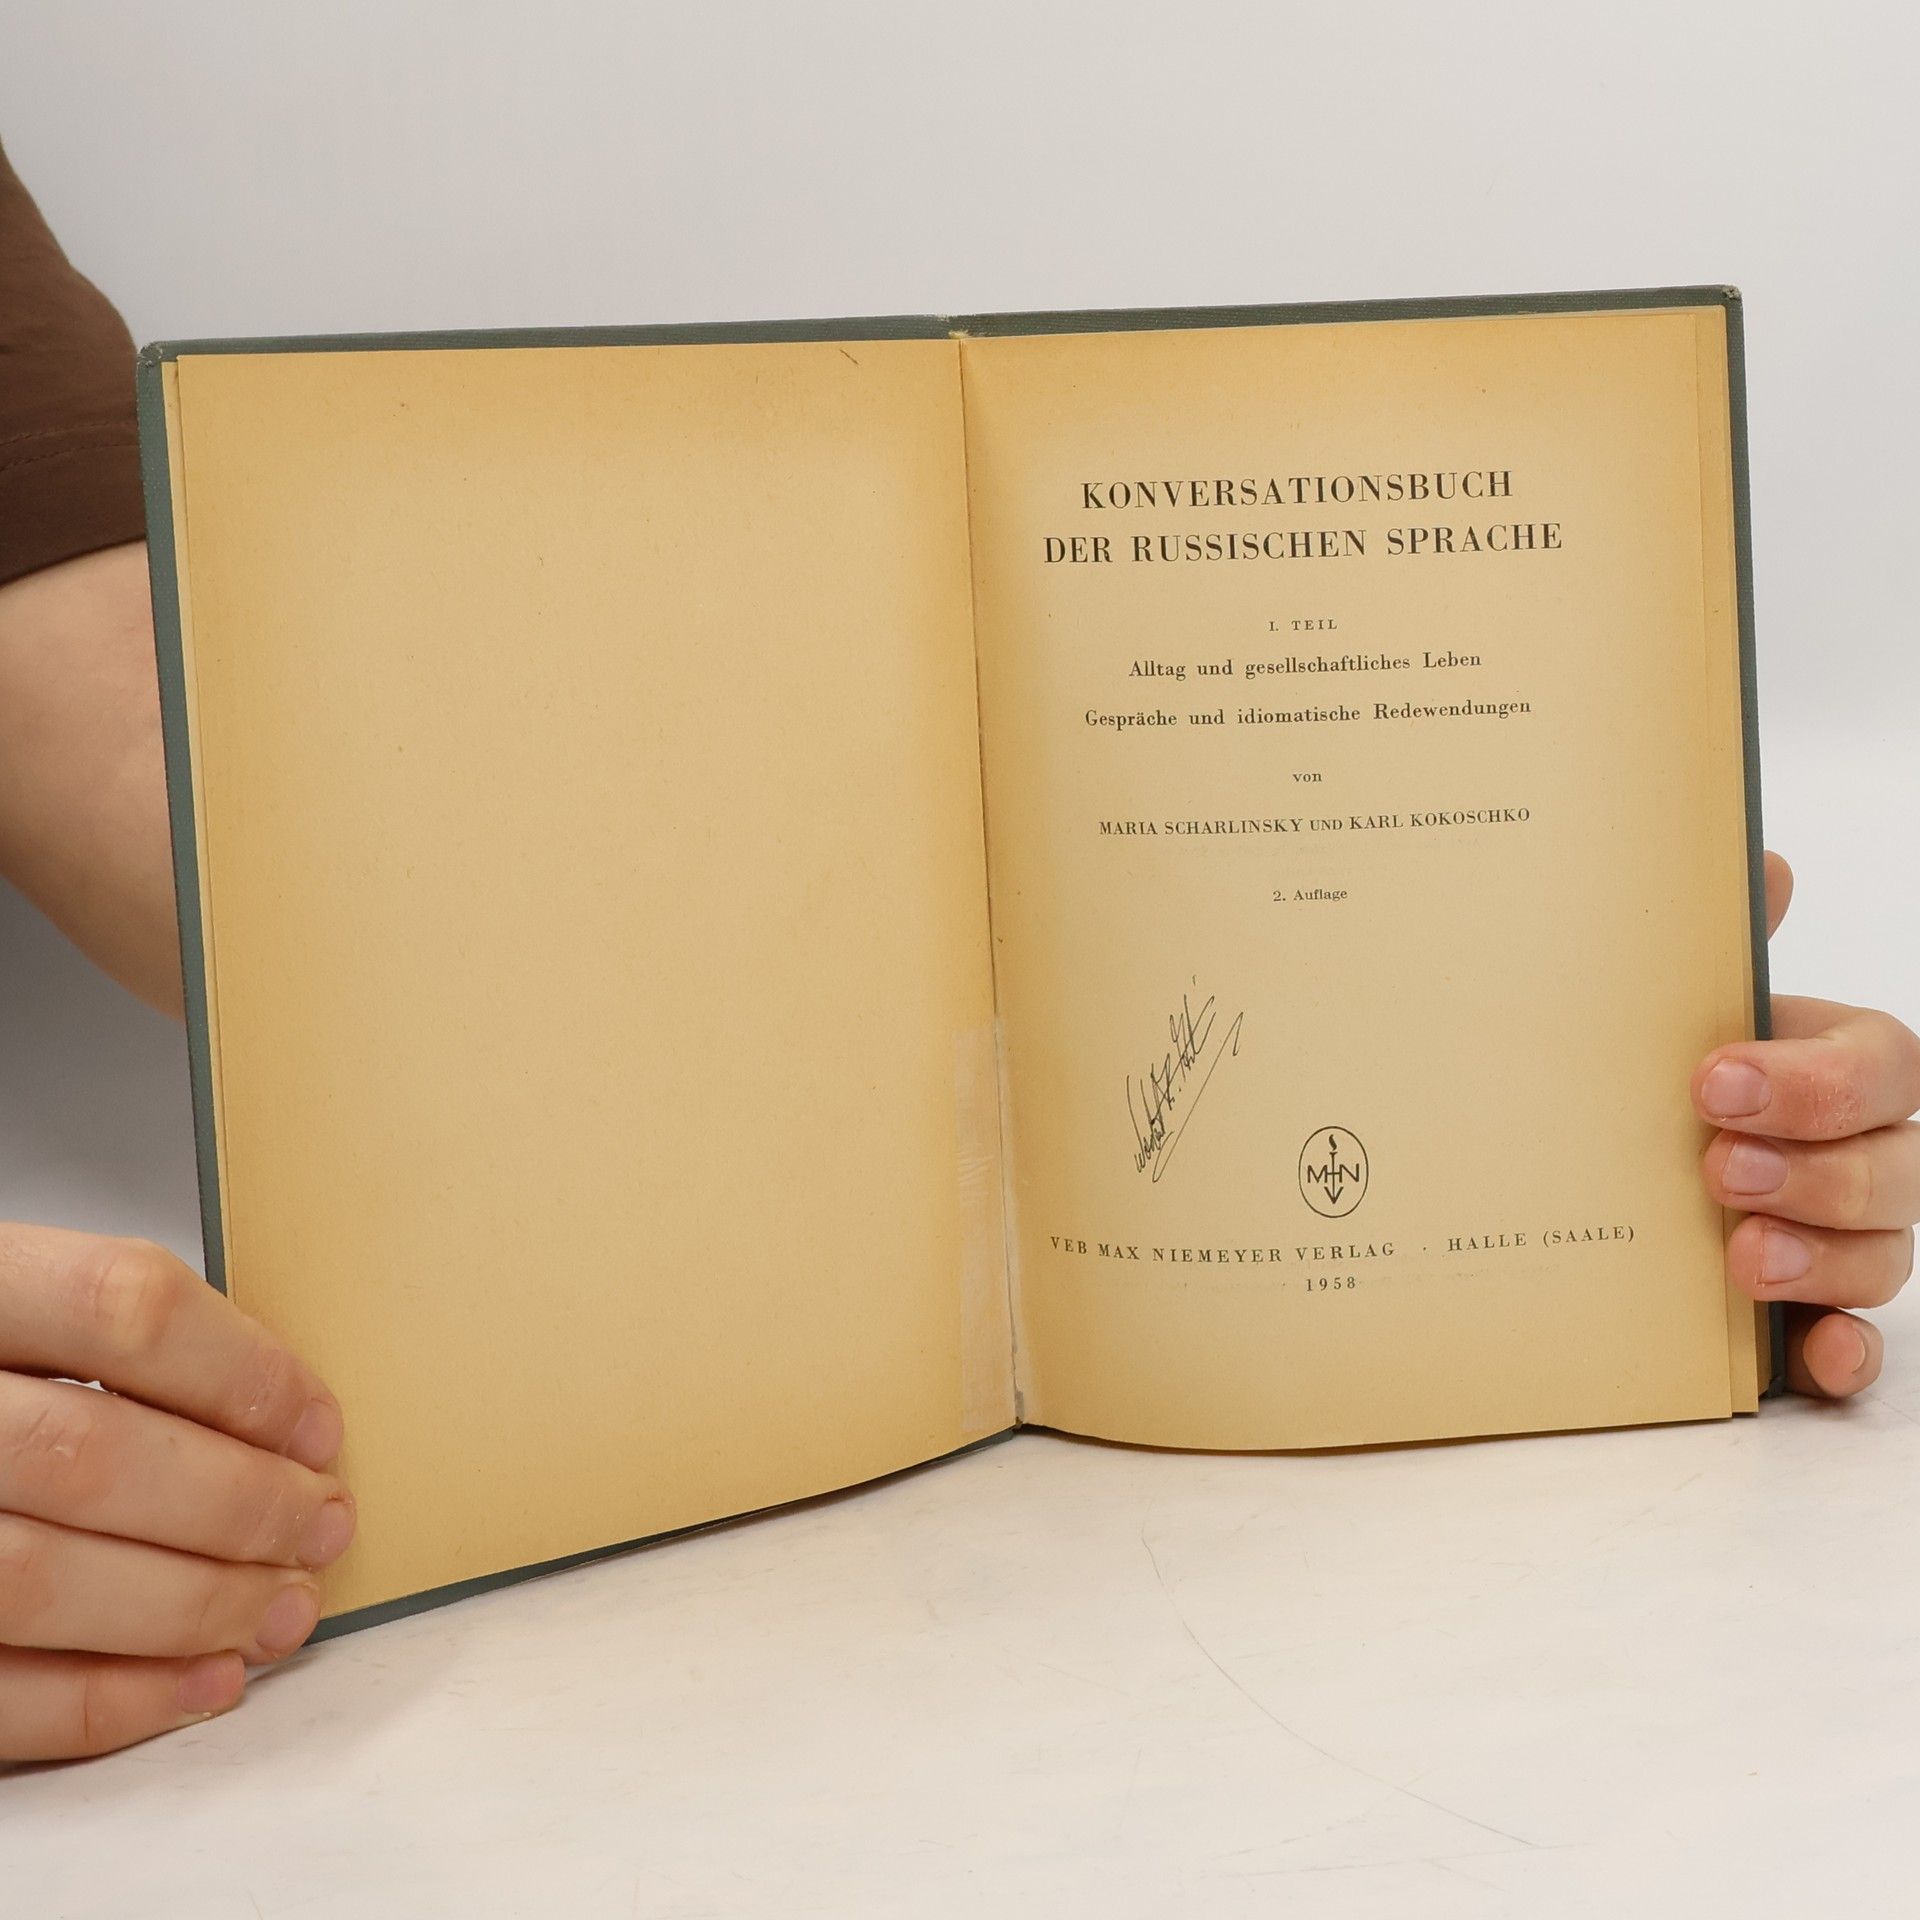 KONVERSATIONSBUCH
DER RUSSISCHEN SPRACHE
I. TEIL
Alltag und gesellschaftliches Leben
Gespräche und idiomatische Redewendungen
von
MARIA SCHARLINSKY UND KARL KOKOSCHKO
2. Auflage
MN
VEB MAX NIEMEYER VERLAG · HALLE (SAALE)
1958